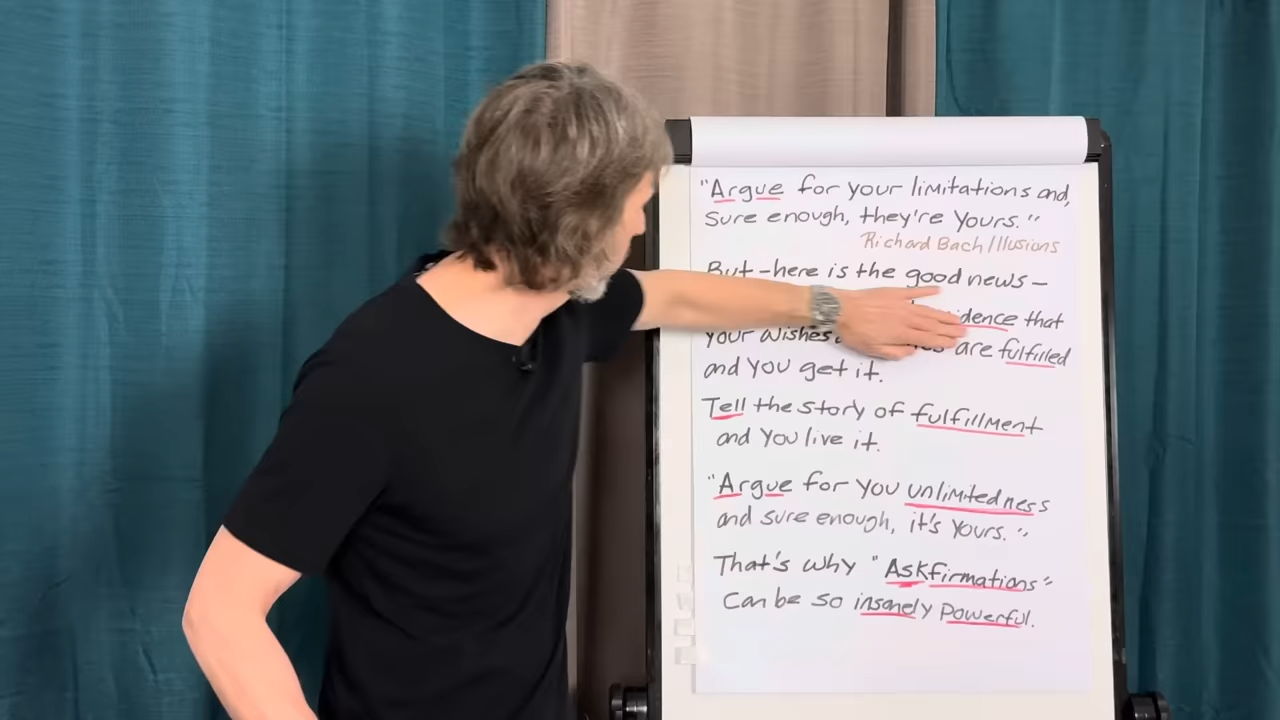 "Argue for your limitations and,
sure enough, they're yours."
Richard Bach/Illusions
But - here is the good news -
that
your wishes are fulfilled
and you get it.
Tell the story of fulfillment
and you live it.
"Argue for you unlimitedness
and sure enough, it's yours."
That's why "Askfirmations"
can be so insanely powerful.